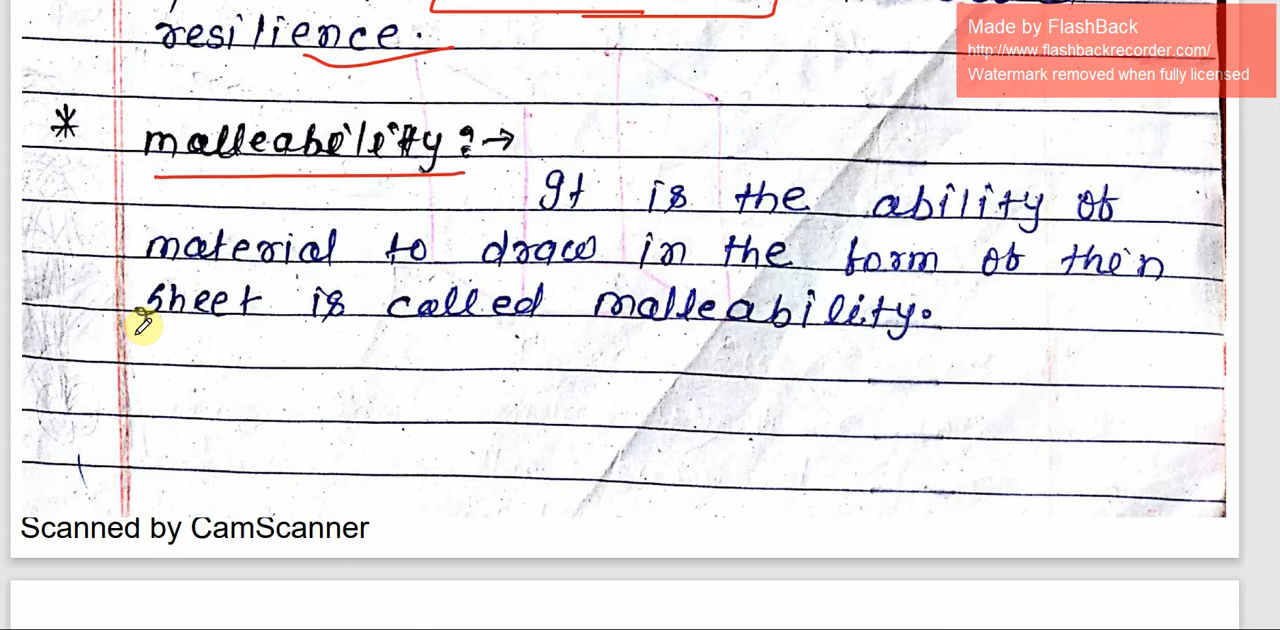 resilience.
Made by FlashBack
http://www.flashbackrecorder.com/
Watermark removed when fully licensed
* malleability :→
It is the ability of
material to draw in the form of thin
sheet is called malleability.
Scanned by CamScanner